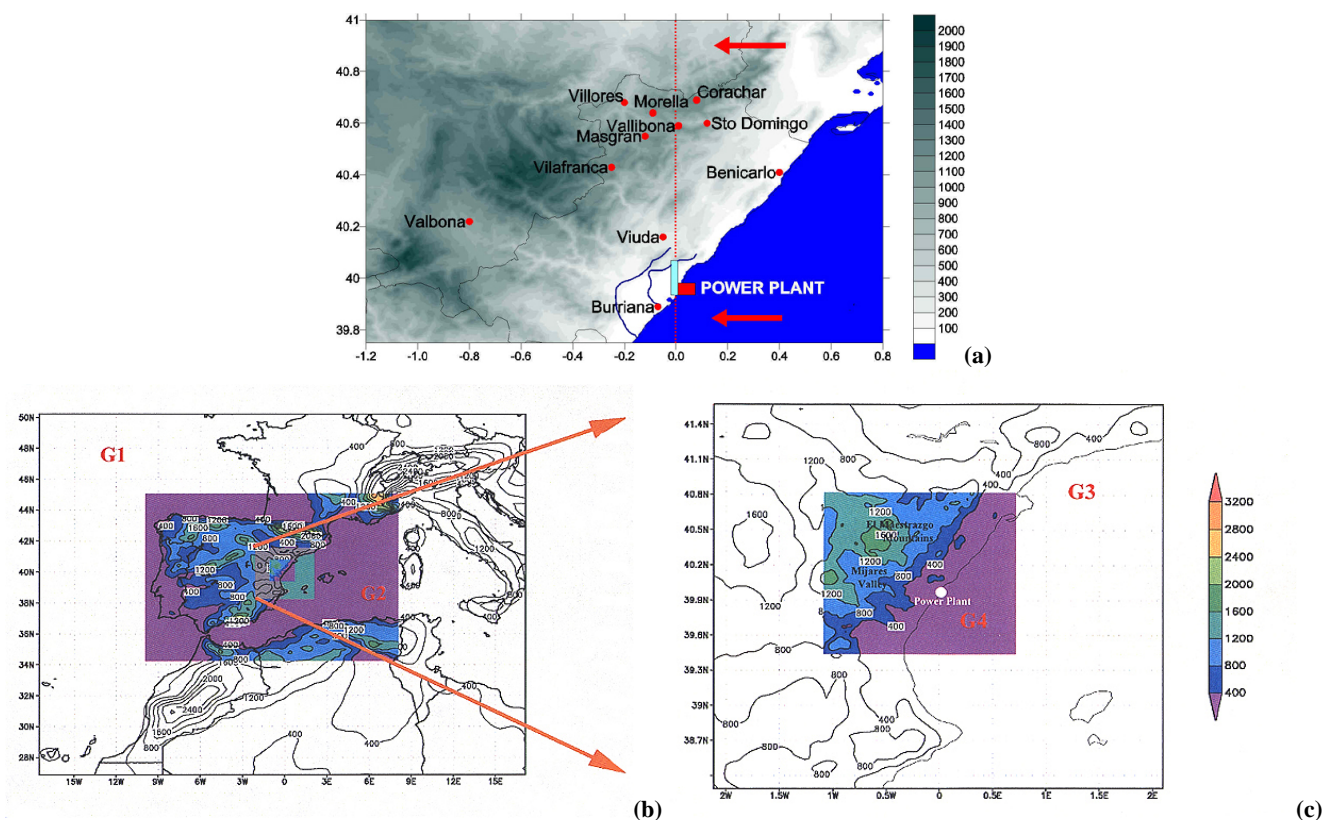 41
40.8
40.6
40.4
40.2
40
39.8
-1.2
-1.0
-0.8
-0.6
-0.4
-0.2
0.0
0.2
0.4
0.6
0.8
Villores
Morella
Corachar
Vallibona
Sto Domingo
Masgran
Vilafranca
Benicarlo
Valbona
Viuda
POWER PLANT
Burriana
2000
1900
1800
1700
1600
1500
1400
1300
1200
1100
1000
900
800
700
600
500
400
300
200
100
(a)
50N
48N
46N
44N
42N
40N
38N
36N
34N
32N
30N
28N
15W
12W
9W
6W
3W
0
3E
6E
9E
12E
15E
G1
G2
(b)
41.4N
41.1N
40.8N
40.5N
40.2N
39.9N
39.6N
39.3N
39N
38.7N
2W
1.5W
1W
0.5W
0
0.5E
1E
1.5E
2E
G3
El Maestrazgo
Mountains
Mijares
Valley
Power Plant
G4
3200
2800
2400
2000
1600
1200
800
400
(c)